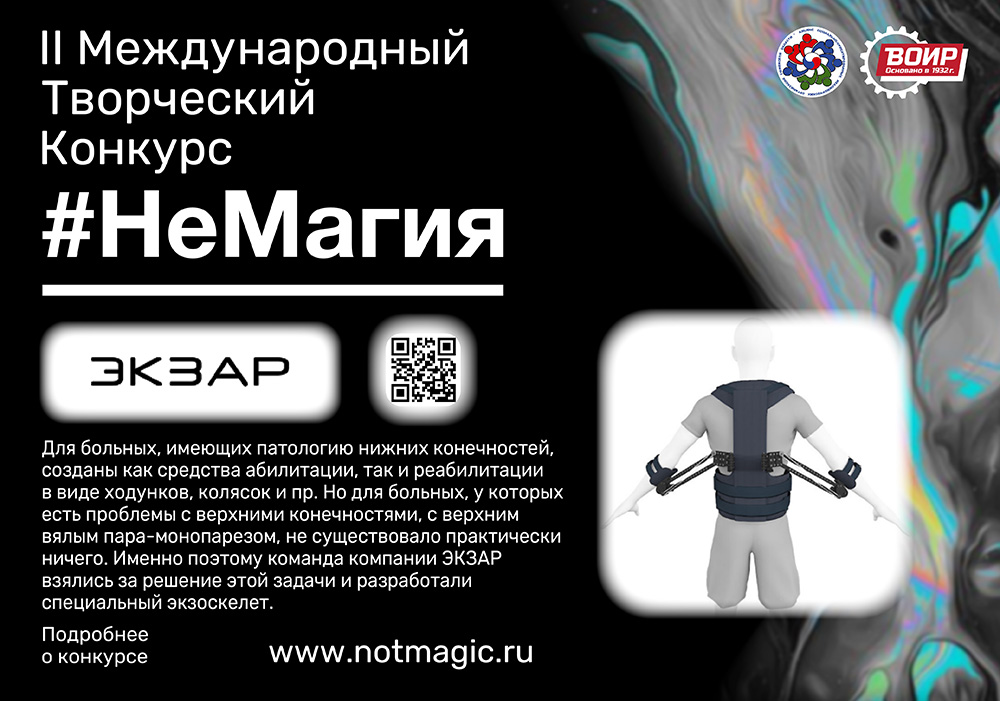 II Международный
Творческий
Конкурс
#НеМагия
ВОИР
Основано в 1932 г.
ЭКЗАР
Для больных, имеющих патологию нижних конечностей,
созданы как средства абилитации, так и реабилитации
в виде ходунков, колясок и пр. Но для больных, у которых
есть проблемы с верхними конечностями, с верхним
вялым пара-монопарезом, не существовало практически
ничего. Именно поэтому команда компании ЭКЗАР
взялись за решение этой задачи и разработали
специальный экзоскелет.
Подробнее
о конкурсе
www.notmagic.ru